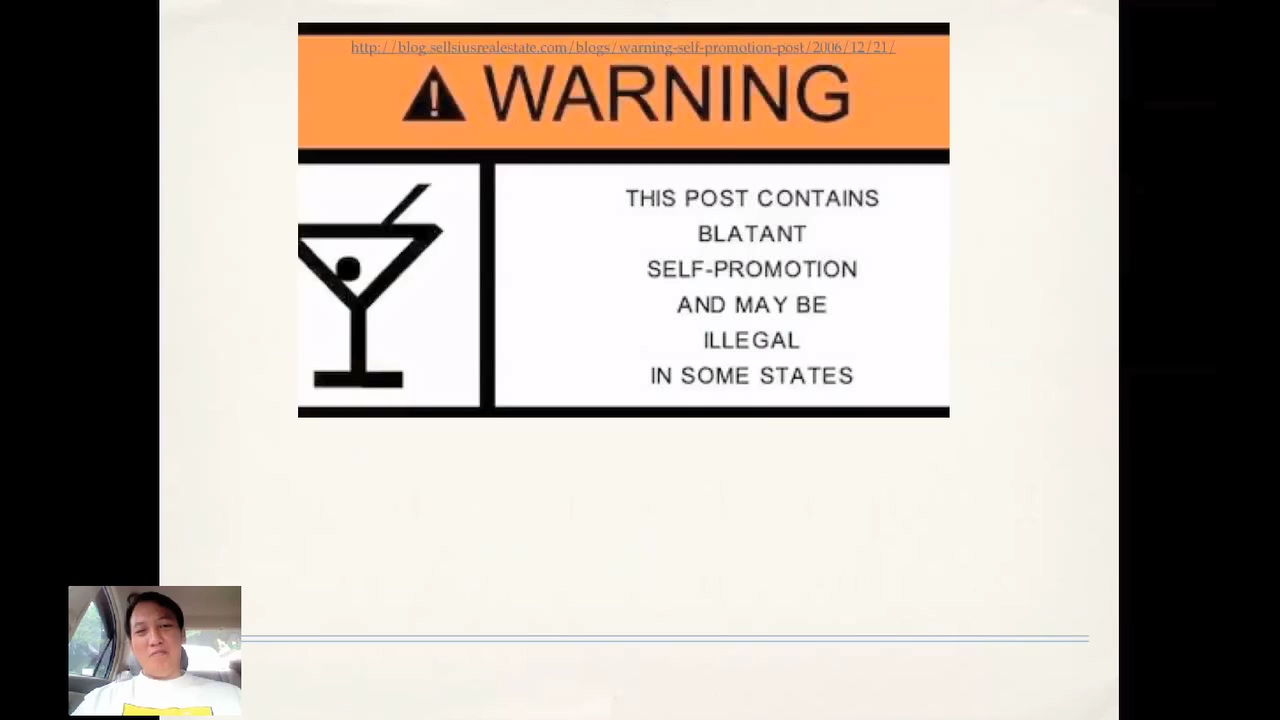 http://blog.sellsiusrealestate.com/blogs/warning-self-promotion-post/2006/12/21/
WARNING
THIS POST CONTAINS
BLATANT
SELF-PROMOTION
AND MAY BE
ILLEGAL
IN SOME STATES